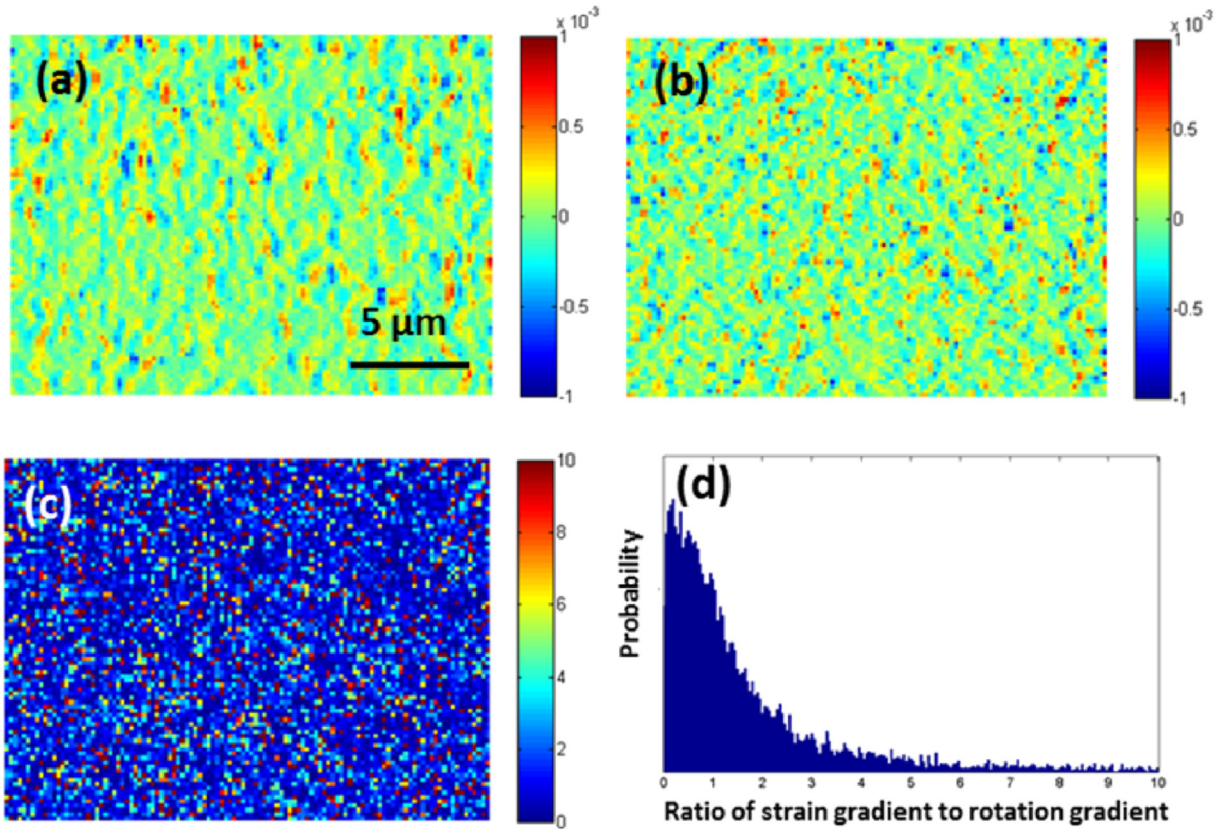 x 10⁻³
1
0.5
0
-0.5
-1
(a)
5 μm
x 10⁻³
1
0.5
0
-0.5
-1
(b)
10
8
6
4
2
0
(c)
(d)
Probability
0 1 2 3 4 5 6 7 8 9 10
Ratio of strain gradient to rotation gradient